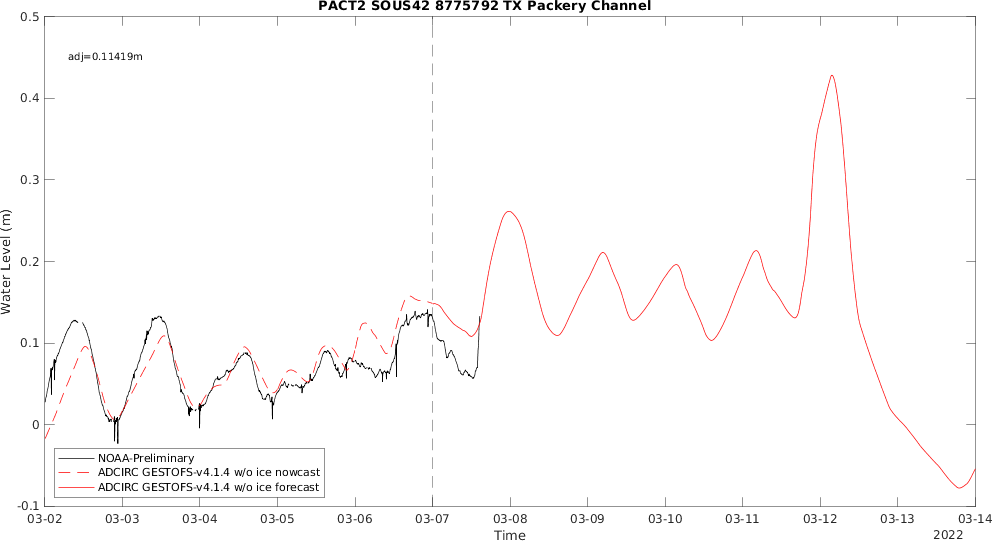 PACT2 SOUS42 8775792 TX Packery Channel
adj=0.11419m
0.5
0.4
0.3
0.2
0.1
0
-0.1
Water Level (m)
NOAA-Preliminary
ADCIRC GESTOFS-v4.1.4 w/o ice nowcast
ADCIRC GESTOFS-v4.1.4 w/o ice forecast
03-02 03-03 03-04 03-05 03-06 03-07 03-08 03-09 03-10 03-11 03-12 03-13 03-14
Time
2022